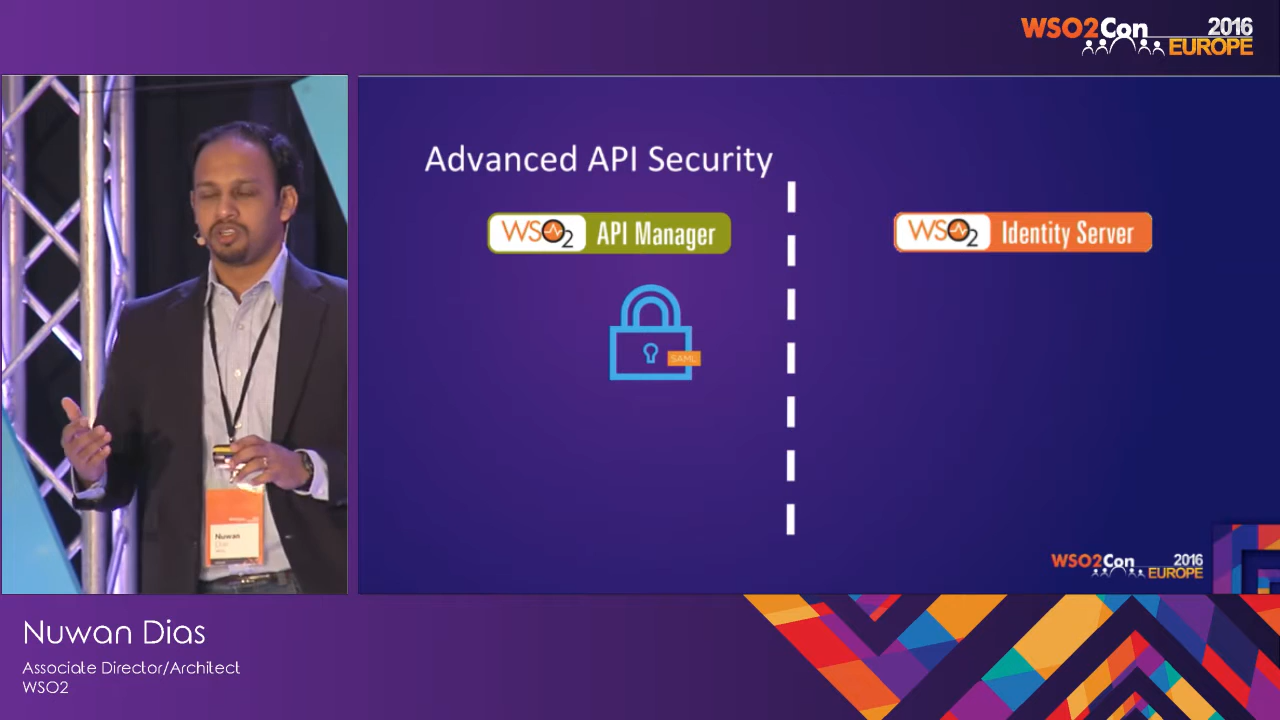 WSO2Con 2016
EUROPE
Advanced API Security
WSO2 API Manager
WSO2 Identity Server
SAML
WSO2Con 2016
EUROPE
Nuwan
Nuwan Dias
Associate Director/Architect
WSO2